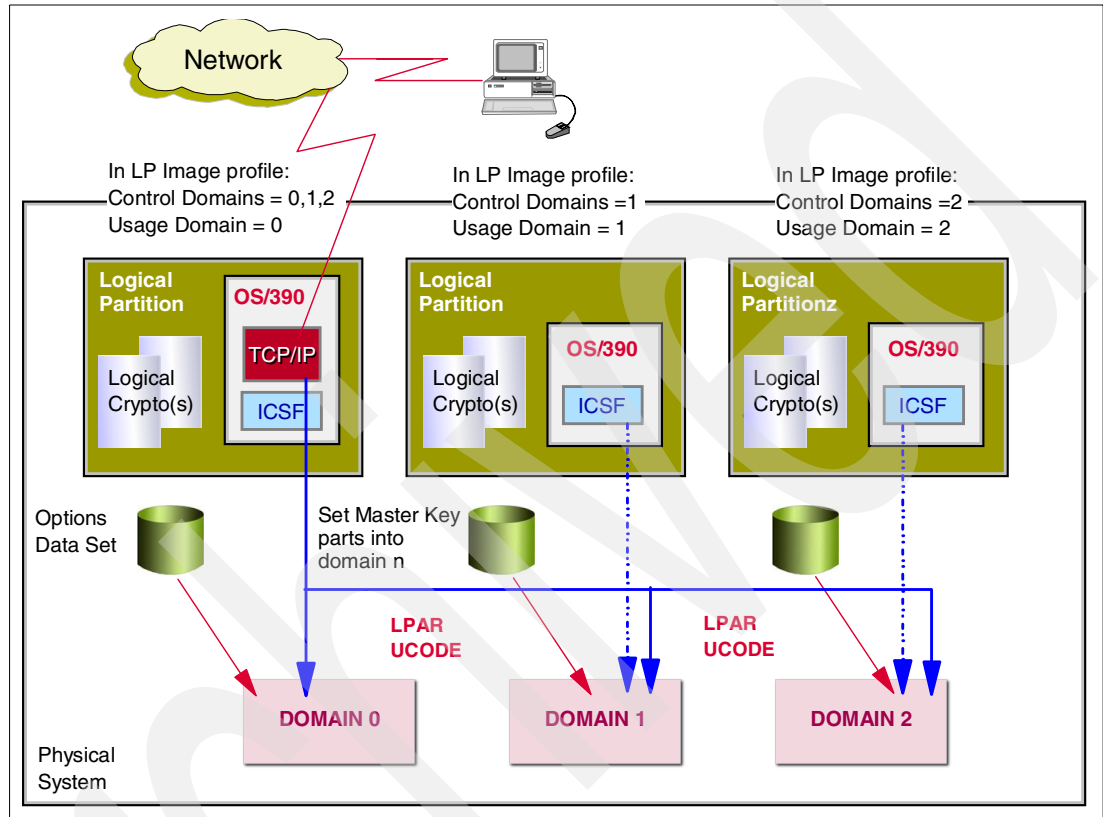 Network
In LP Image profile:
Control Domains = 0,1,2
Usage Domain = 0
In LP Image profile:
Control Domains =1
Usage Domain = 1
In LP Image profile:
Control Domains =2
Usage Domain = 2
Logical
Partition
OS/390
TCP/IP
ICSF
Logical
Crypto(s)
Logical
Partition
OS/390
ICSF
Logical
Crypto(s)
Logical
Partitionz
OS/390
ICSF
Logical
Crypto(s)
Options
Data Set
Set Master Key
parts into
domain n
LPAR
UCODE
LPAR
UCODE
DOMAIN 0
DOMAIN 1
DOMAIN 2
Physical
System